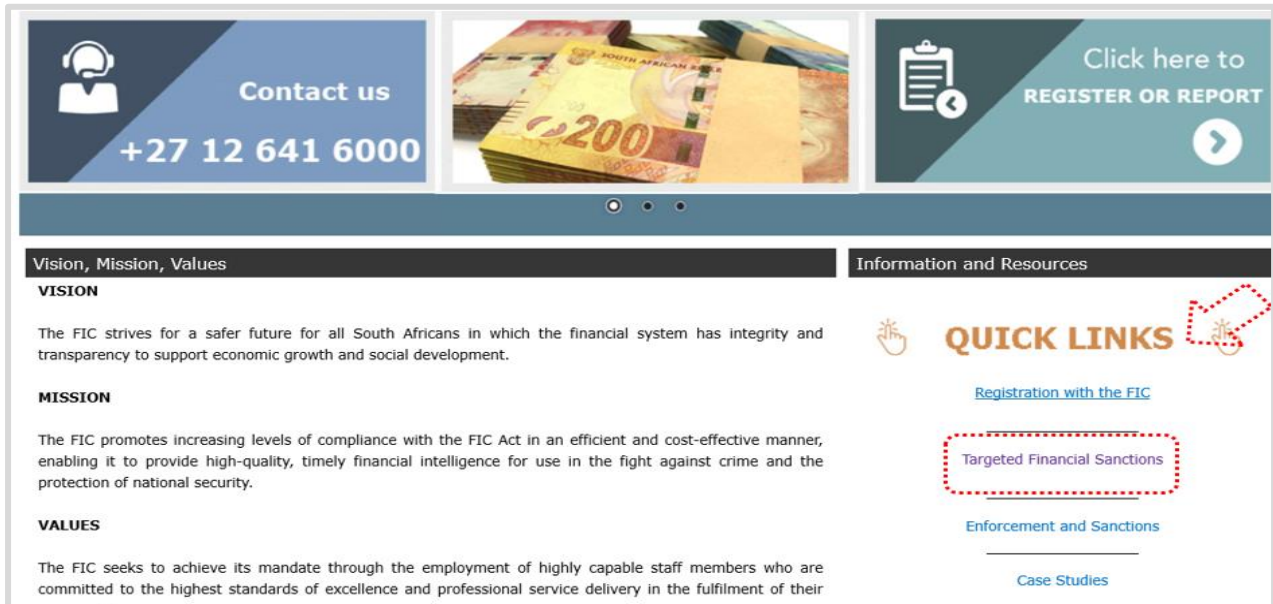 Contact us
+27 12 641 6000
SOUTH AFRICAN RESER
200
Click here to
REGISTER OR REPORT
Vision, Mission, Values
VISION
The FIC strives for a safer future for all South Africans in which the financial system has integrity and
transparency to support economic growth and social development.
MISSION
The FIC promotes increasing levels of compliance with the FIC Act in an efficient and cost-effective manner,
enabling it to provide high-quality, timely financial intelligence for use in the fight against crime and the
protection of national security.
VALUES
The FIC seeks to achieve its mandate through the employment of highly capable staff members who are
committed to the highest standards of excellence and professional service delivery in the fulfilment of their
Information and Resources
QUICK LINKS
Registration with the FIC
Targeted Financial Sanctions
Enforcement and Sanctions
Case Studies